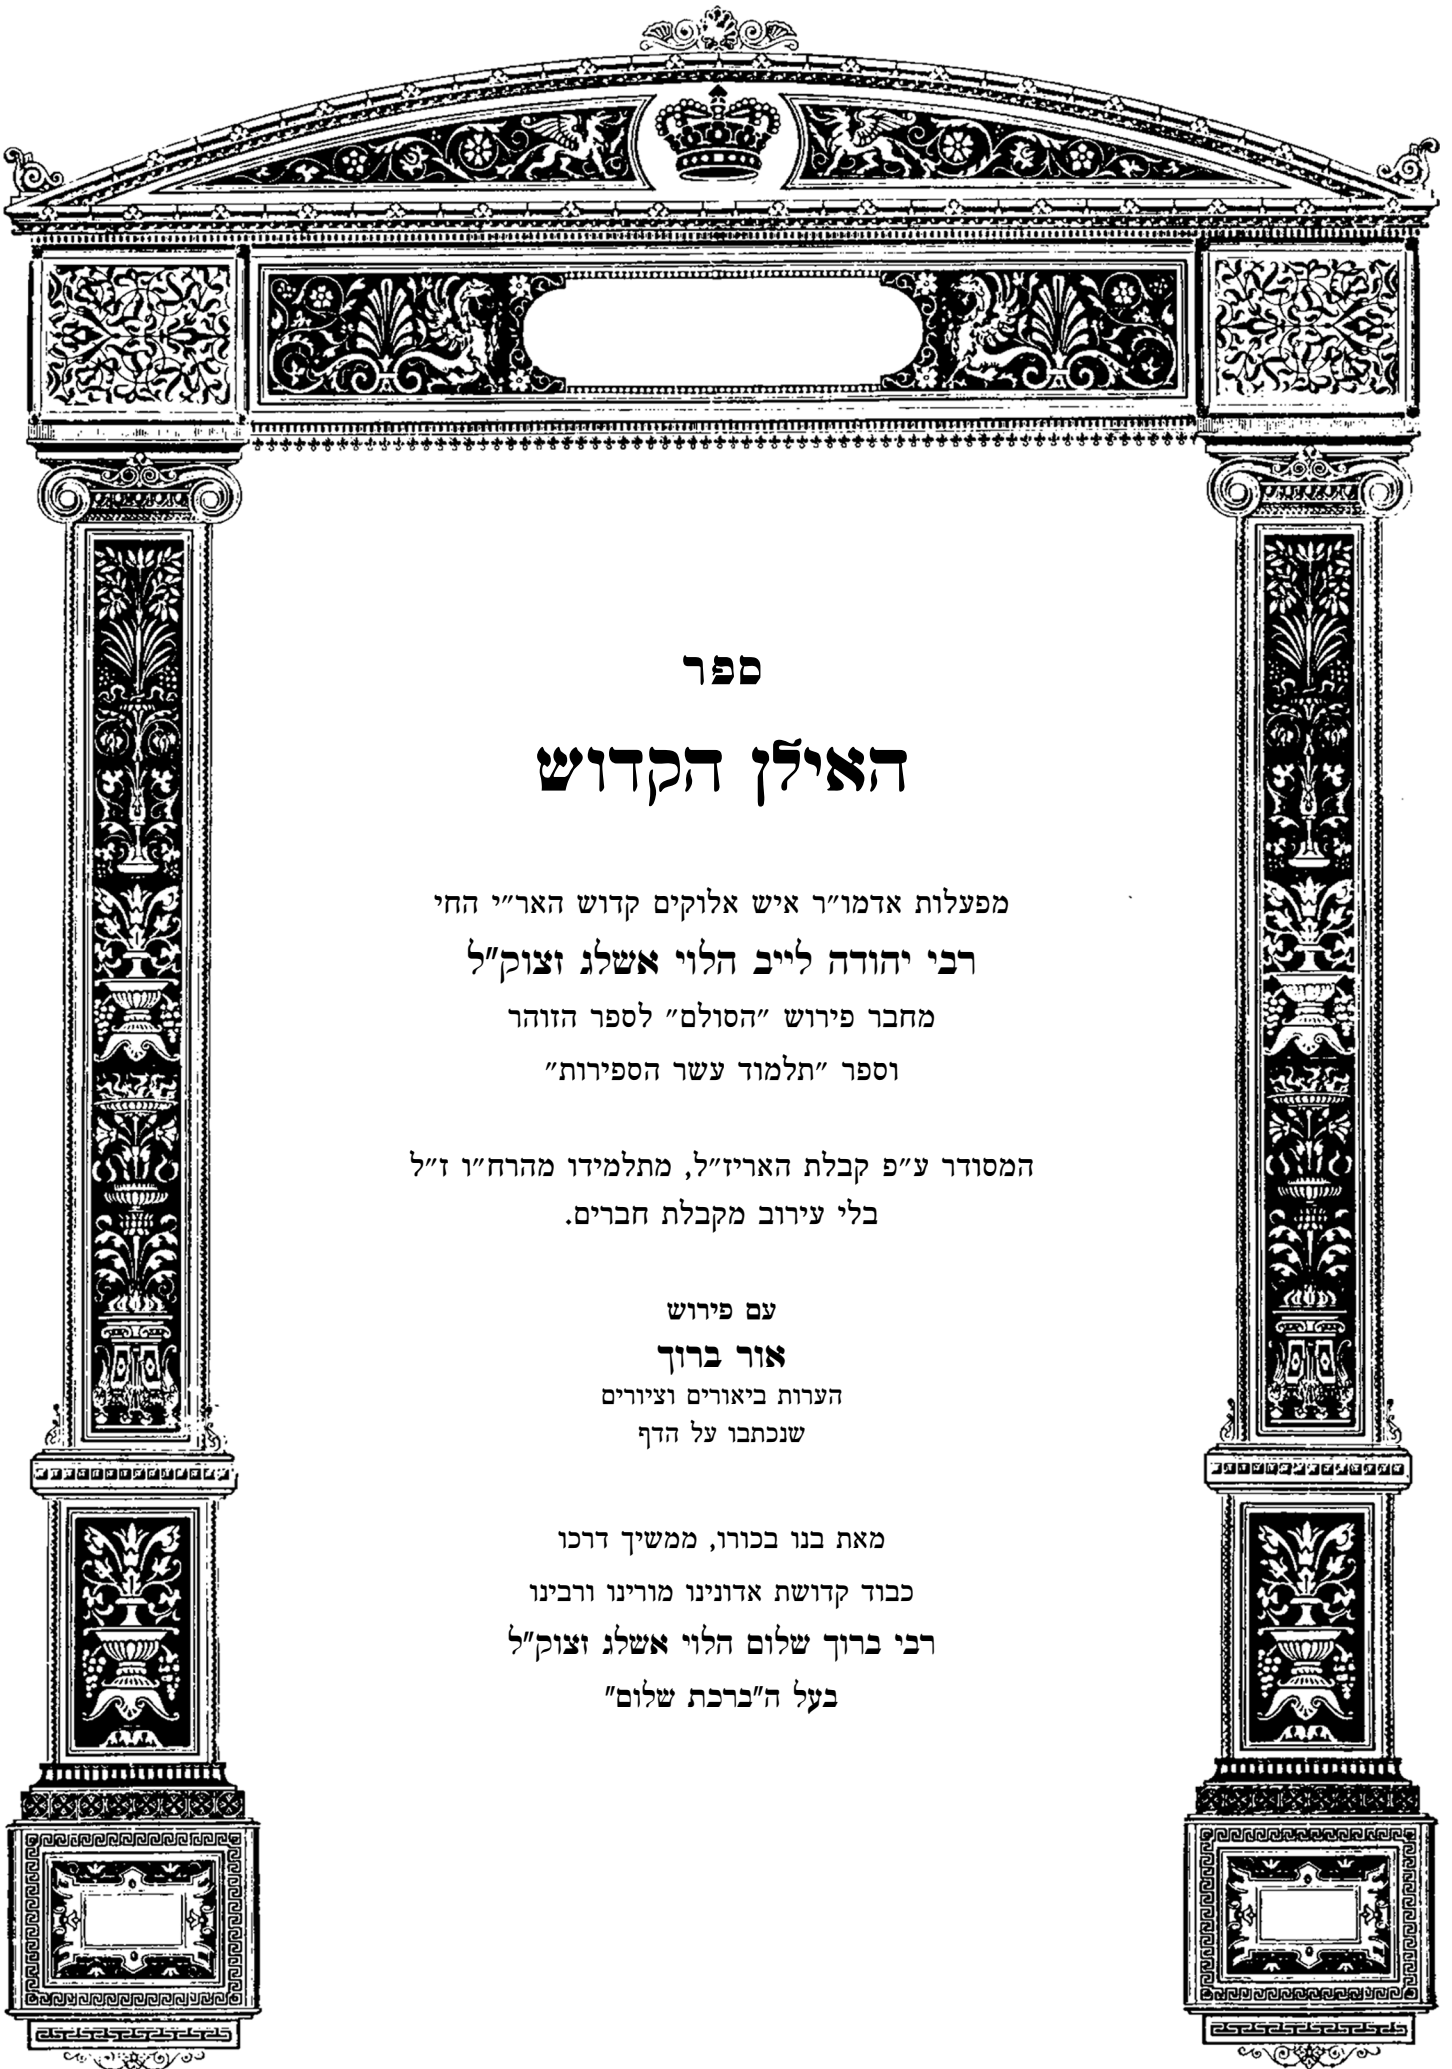 ספר
האילן הקדוש
מפעלות אדמו״ר איש אלוקים קדוש האר״י החי
רבי יהודה לייב הלוי אשלג זצוק"ל
מחבר פירוש ״הסולם״ לספר הזוהר
וספר ״תלמוד עשר הספירות״
המסודר ע״פ קבלת האריז״ל, מתלמידו מהרח״ו ז״ל
בלי עירוב מקבלת חברים.
עם פירוש
אור ברוך
הערות ביאורים וציורים
שנכתבו על הדף
מאת בנו בכורו, ממשיך דרכו
כבוד קדושת אדונינו מורינו ורבינו
רבי ברוך שלום הלוי אשלג זצוק"ל
בעל ה"ברכת שלום"